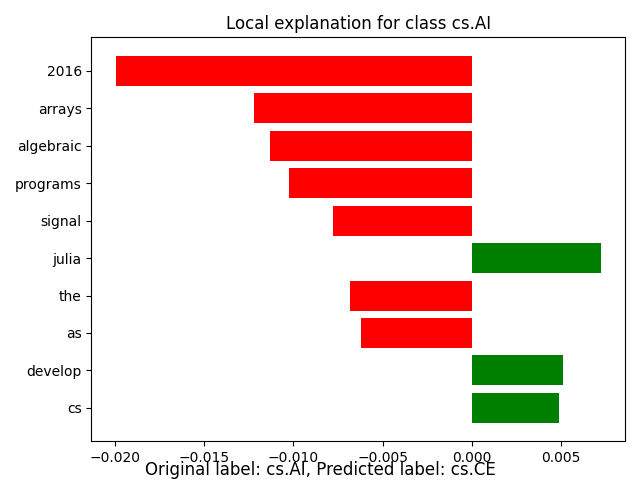 Local explanation for class cs.AI
2016
arrays
algebraic
programs
signal
julia
the
as
develop
cs
−0.020 −0.015 −0.010 −0.005 0.000 0.005
Original label: cs.AI, Predicted label: cs.CE